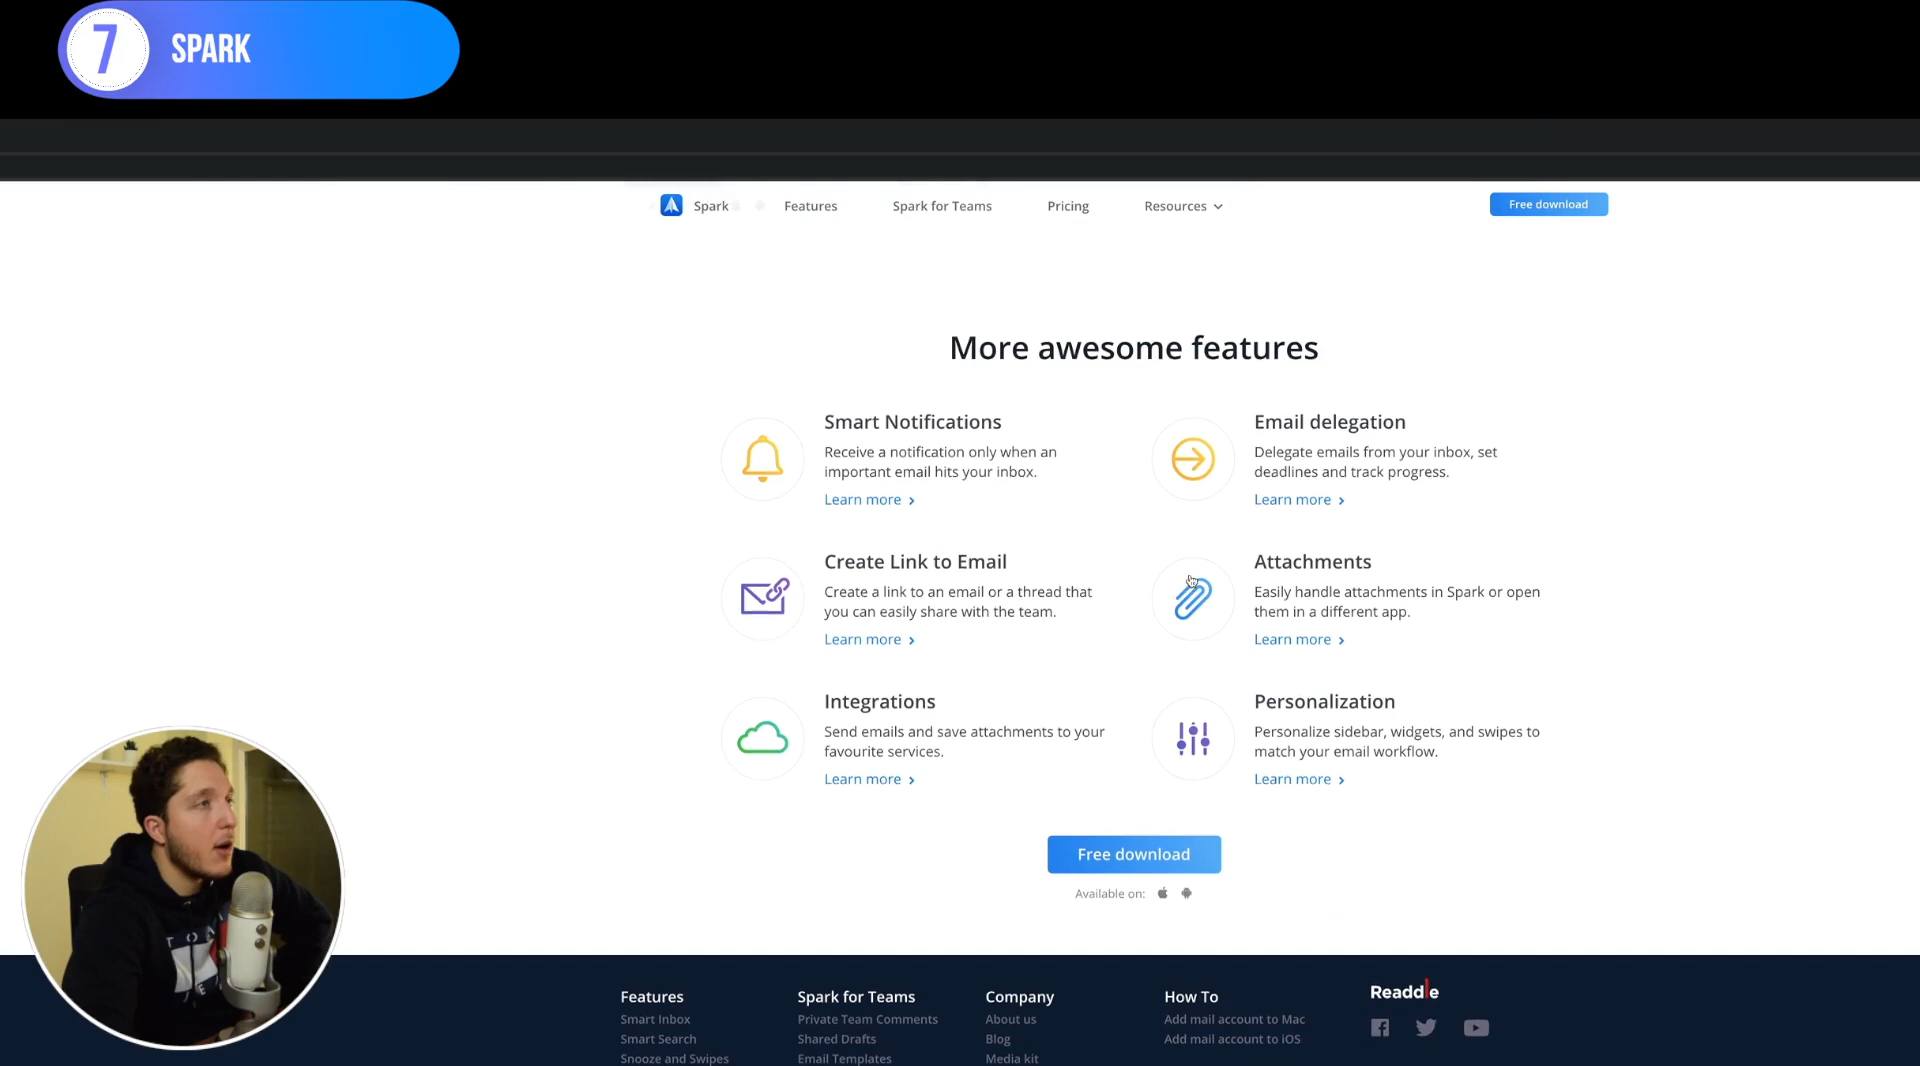 7 SPARK
Spark Features Spark for Teams Pricing Resources Free download
More awesome features
Smart Notifications
Receive a notification only when an
important email hits your inbox.
Learn more
Email delegation
Delegate emails from your inbox, set
deadlines and track progress.
Learn more
Create Link to Email
Create a link to an email or a thread that
you can easily share with the team.
Learn more
Attachments
Easily handle attachments in Spark or open
them in a different app.
Learn more
Integrations
Send emails and save attachments to your
favourite services.
Learn more
Personalization
Personalize sidebar, widgets, and swipes to
match your email workflow.
Learn more
Free download
Available on:
Features
Smart Inbox
Smart Search
Snooze and Swipes
Spark for Teams
Private Team Comments
Shared Drafts
Email Templates
Company
About us
Blog
Media kit
How To
Add mail account to Mac
Add mail account to iOS
Readdle